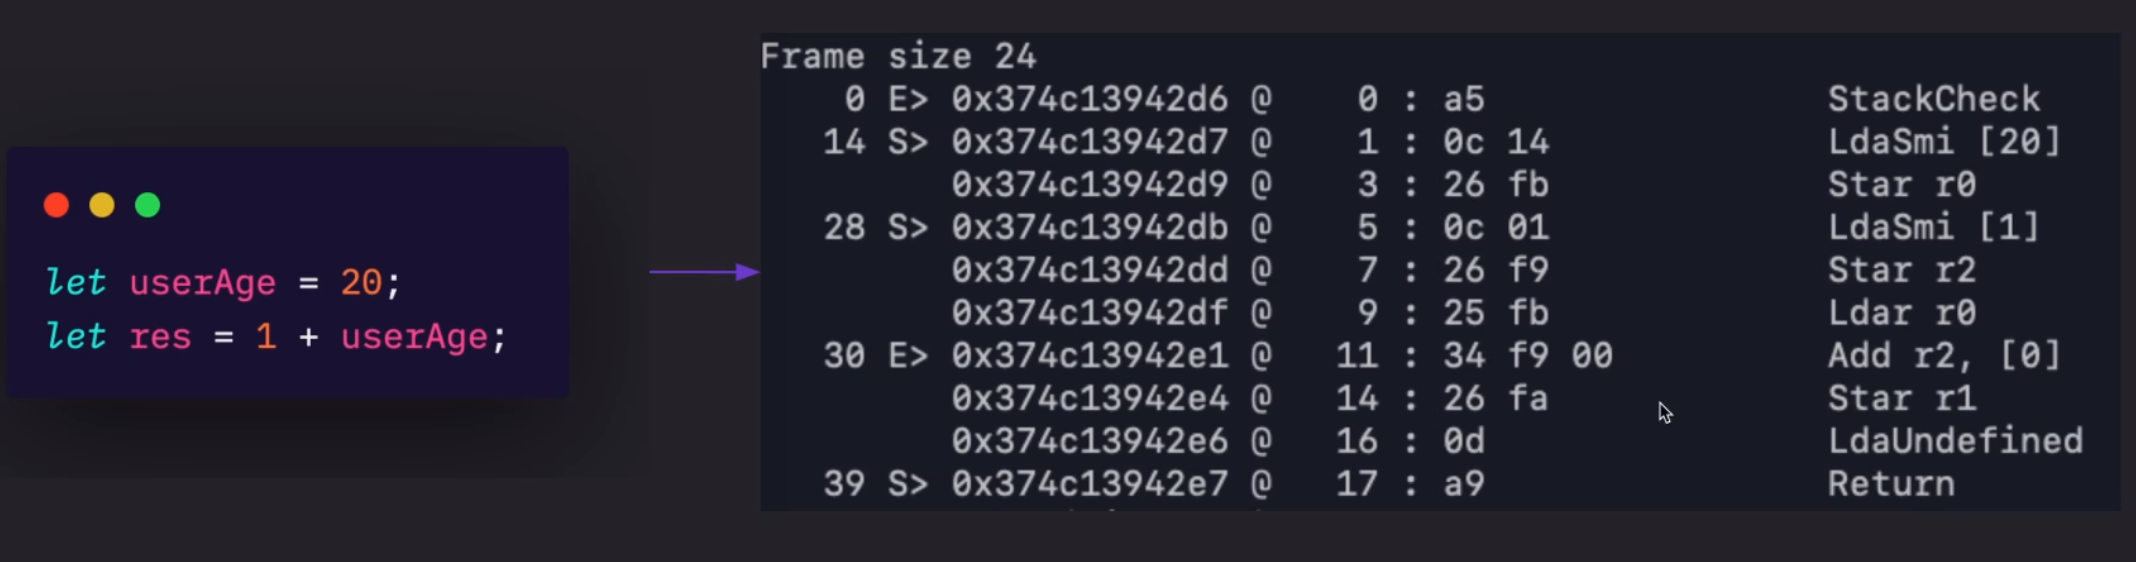 let userAge = 20;
let res = 1 + userAge;
Frame size 24
0 E> 0x374c13942d6 @ 0 : a5 StackCheck
14 S> 0x374c13942d7 @ 1 : 0c 14 LdaSmi [20]
0x374c13942d9 @ 3 : 26 fb Star r0
28 S> 0x374c13942db @ 5 : 0c 01 LdaSmi [1]
0x374c13942dd @ 7 : 26 f9 Star r2
0x374c13942df @ 9 : 25 fb Ldar r0
30 E> 0x374c13942e1 @ 11 : 34 f9 00 Add r2, [0]
0x374c13942e4 @ 14 : 26 fa Star r1
0x374c13942e6 @ 16 : 0d LdaUndefined
39 S> 0x374c13942e7 @ 17 : a9 Return